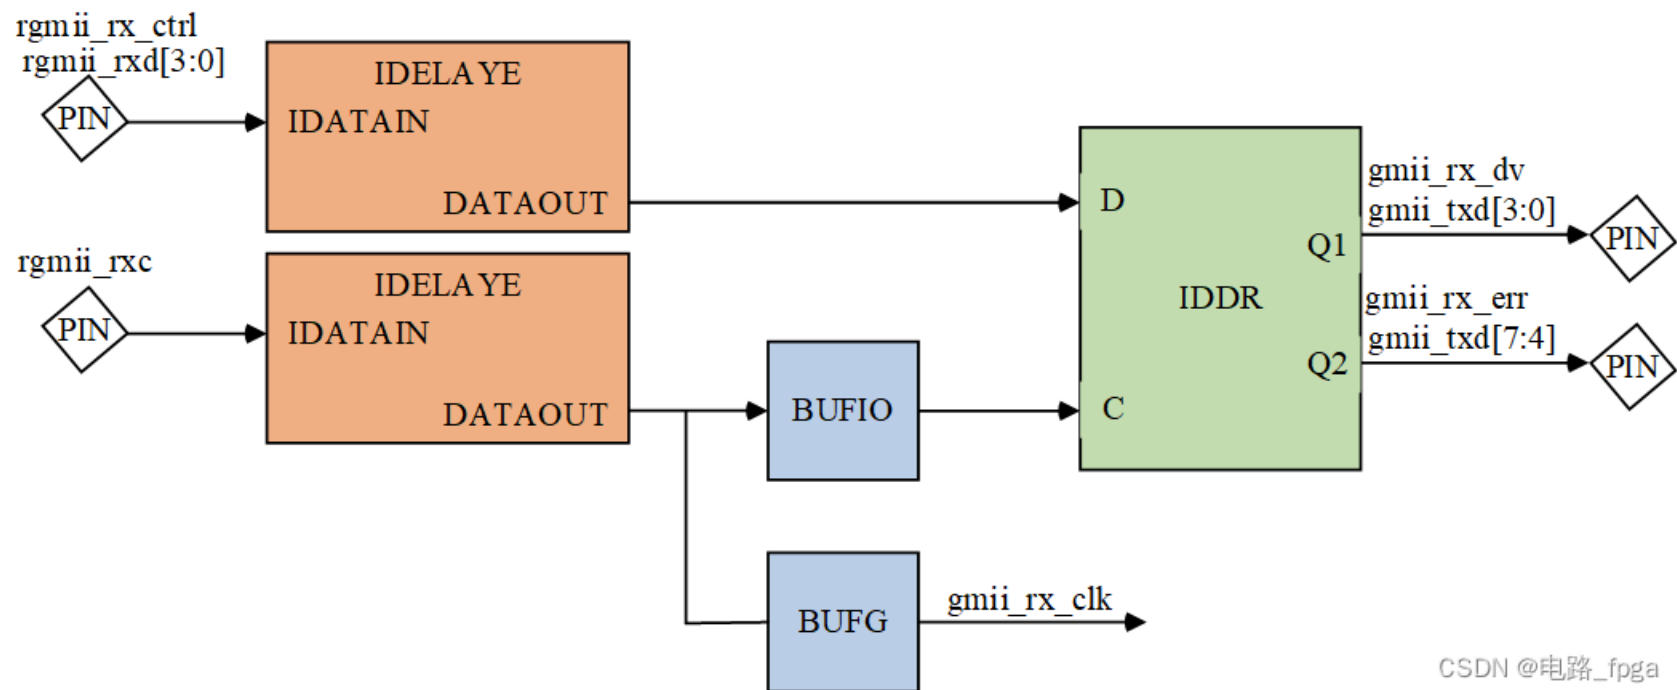 rgmii_rx_ctrl
rgmii_rxd[3:0]
PIN
IDELAYE
IDATAIN
DATAOUT
rgmii_rxc
PIN
IDELAYE
IDATAIN
DATAOUT
BUFIO
BUFG
gmii_rx_clk
D
Q1
IDDR
Q2
C
gmii_rx_dv
gmii_txd[3:0]
PIN
gmii_rx_err
gmii_txd[7:4]
PIN
CSDN @电路_fpga